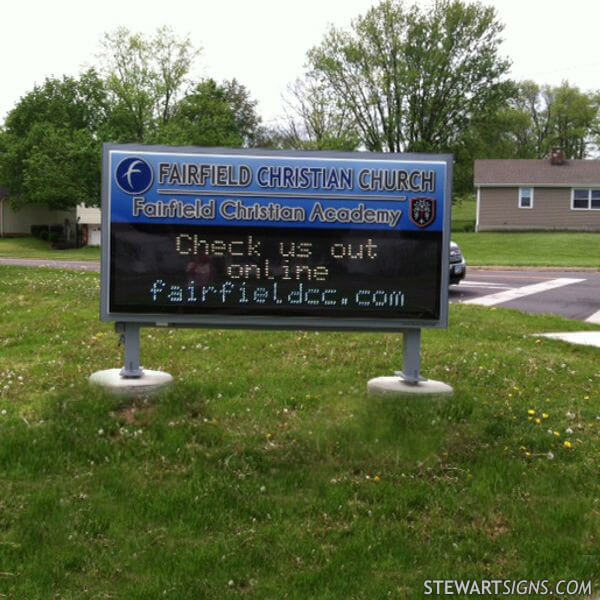 FAIRFIELD CHRISTIAN CHURCH
Fairfield Christian Academy
Check us out
online
fairfieldcc.com
STEWARTSIGNS.COM